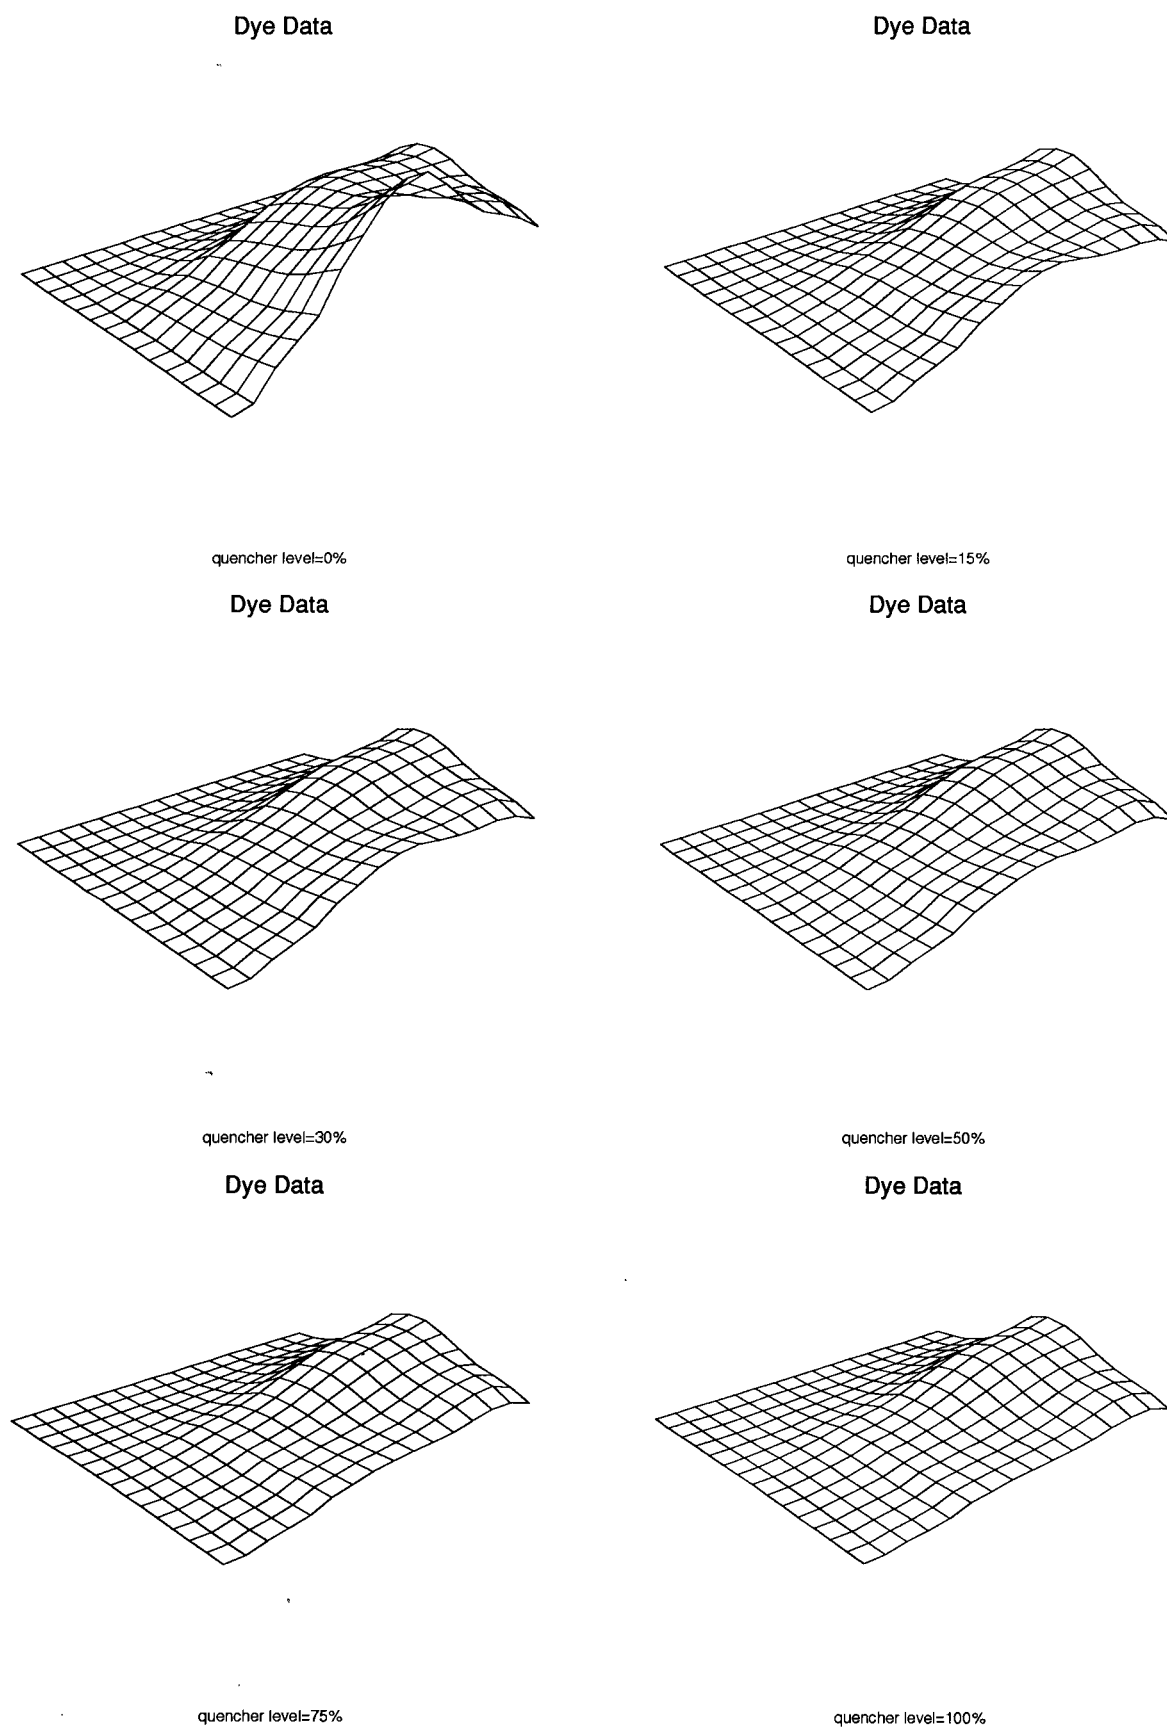 Dye Data
Dye Data
quencher level=0%
quencher level=15%
Dye Data
Dye Data
quencher level=30%
quencher level=50%
Dye Data
Dye Data
quencher level=75%
quencher level=100%